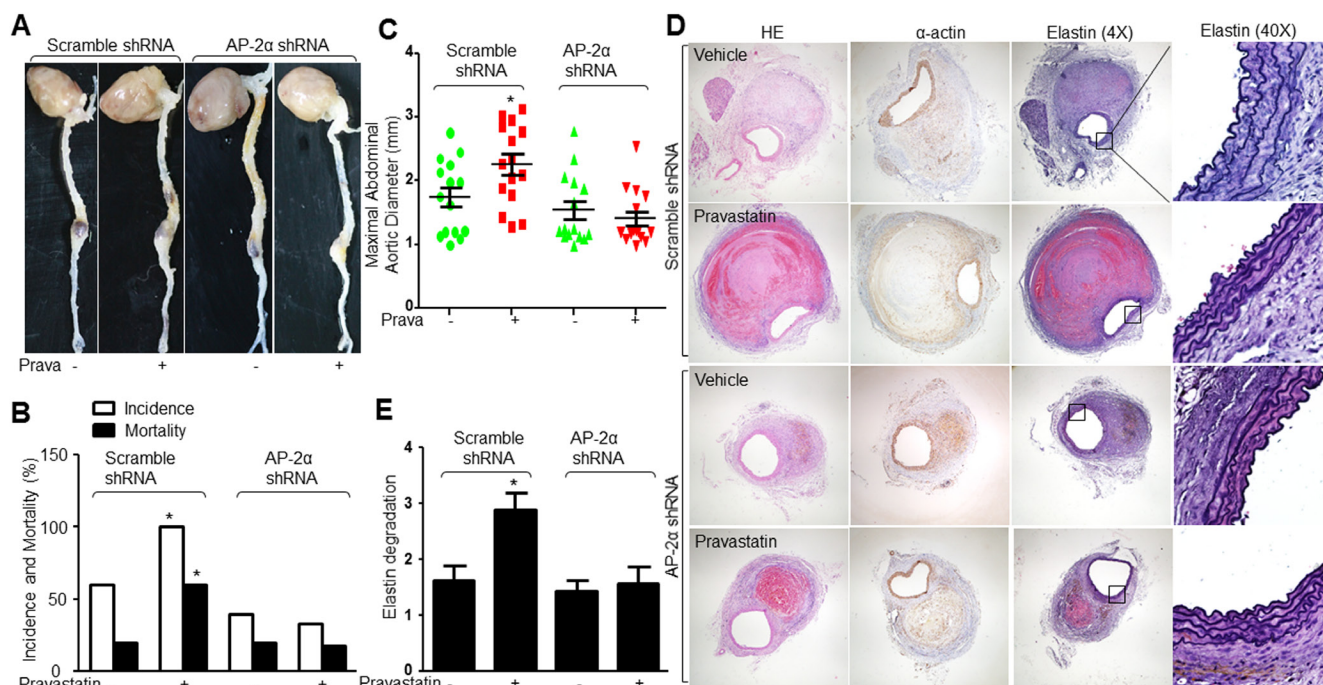 A
Scramble shRNA
AP-2α shRNA
Prava
-
+
-
+
B
Incidence
Mortality
Incidence and Mortality (%)
150
100
50
0
Scramble
shRNA
AP-2α
shRNA
*
*
Pravastatin
-
+
-
+
C
Maximal Abdominal
Aortic Diameter (mm)
4
3
2
1
0
Scramble
shRNA
AP-2α
shRNA
*
Prava
-
+
-
+
E
Elastin degradation
4
3
2
1
0
Scramble
shRNA
AP-2α
shRNA
*
Pravastatin
-
+
-
+
D
HE
α-actin
Elastin (4X)
Elastin (40X)
Scramble shRNA
Vehicle
Pravastatin
AP-2α shRNA
Vehicle
Pravastatin